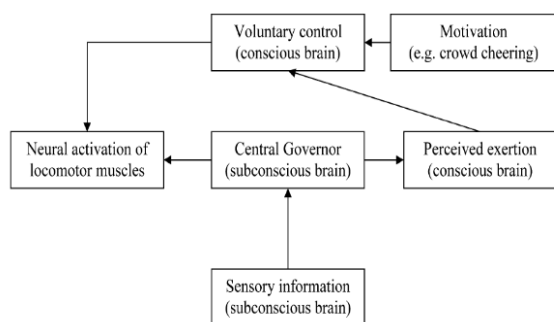 Voluntary control
(conscious brain)
Motivation
(e.g. crowd cheering)
Neural activation of
locomotor muscles
Central Governor
(subconscious brain)
Perceived exertion
(conscious brain)
Sensory information
(subconscious brain)